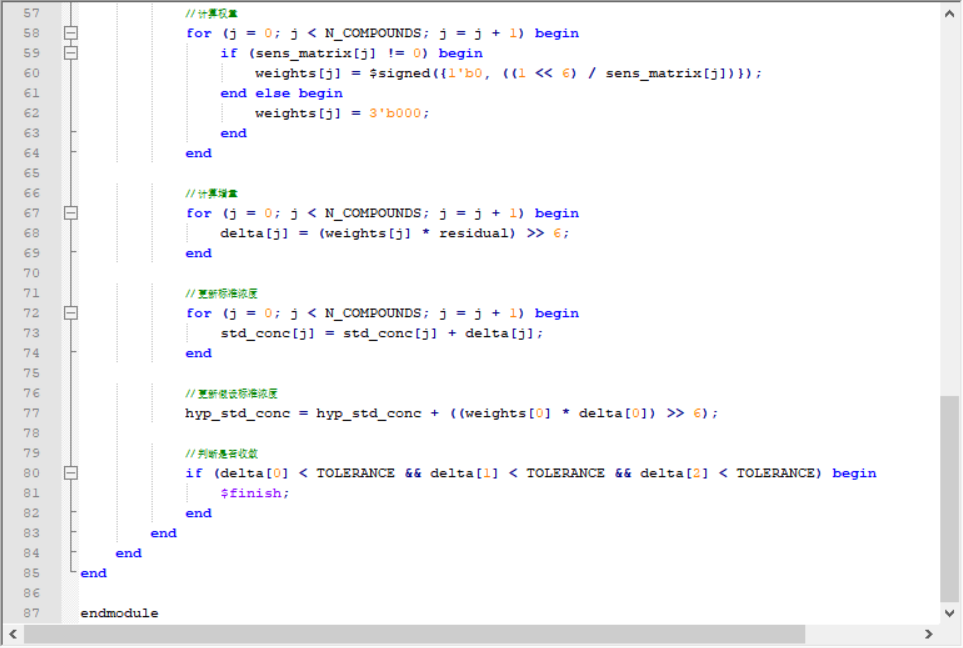 57 //计算权重
58 for (j = 0; j < N_COMPOUNDS; j = j + 1) begin
59 if (sens_matrix[j] != 0) begin
60 weights[j] = $signed({1'b0, ((1 << 6) / sens_matrix[j])});
61 end else begin
62 weights[j] = 3'b000;
63 end
64 end
65
66 //计算增量
67 for (j = 0; j < N_COMPOUNDS; j = j + 1) begin
68 delta[j] = (weights[j] * residual) >> 6;
69 end
70
71 //更新标准浓度
72 for (j = 0; j < N_COMPOUNDS; j = j + 1) begin
73 std_conc[j] = std_conc[j] + delta[j];
74 end
75
76 //更新假设标准浓度
77 hyp_std_conc = hyp_std_conc + ((weights[0] * delta[0]) >> 6);
78
79 //判断是否收敛
80 if (delta[0] < TOLERANCE && delta[1] < TOLERANCE && delta[2] < TOLERANCE) begin
81 $finish;
82 end
83 end
84 end
85 end
86
87 endmodule